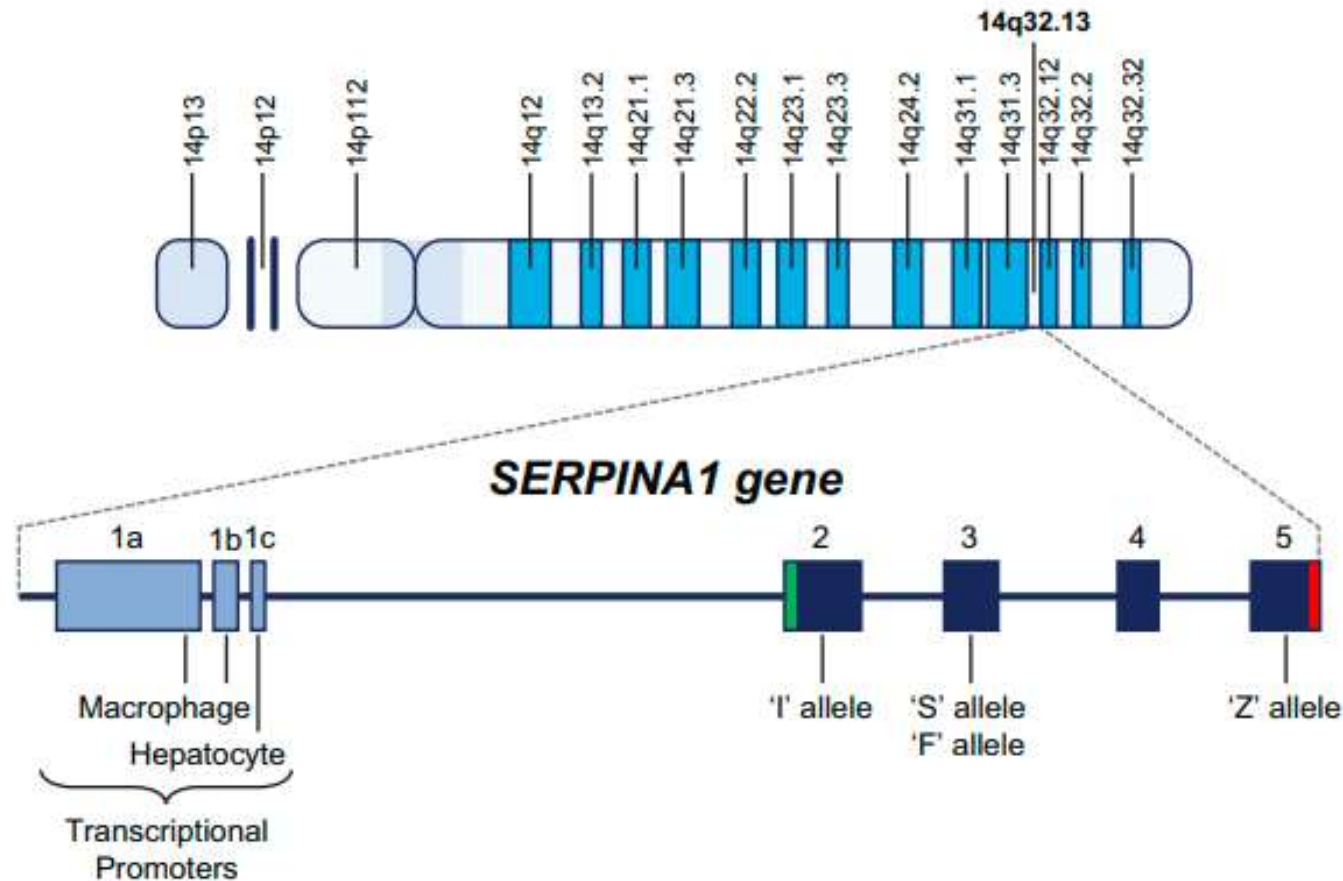 14q32.13
14p13
14p12
14p112
14q12
14q13.2
14q21.1
14q21.3
14q22.2
14q23.1
14q23.3
14q24.2
14q31.1
14q31.3
14q32.12
14q32.2
14q32.32
SERPINA1 gene
1a
1b
1c
2
3
4
5
Macrophage
Hepatocyte
Transcriptional
Promoters
‘I’ allele
‘S’ allele
‘F’ allele
‘Z’ allele